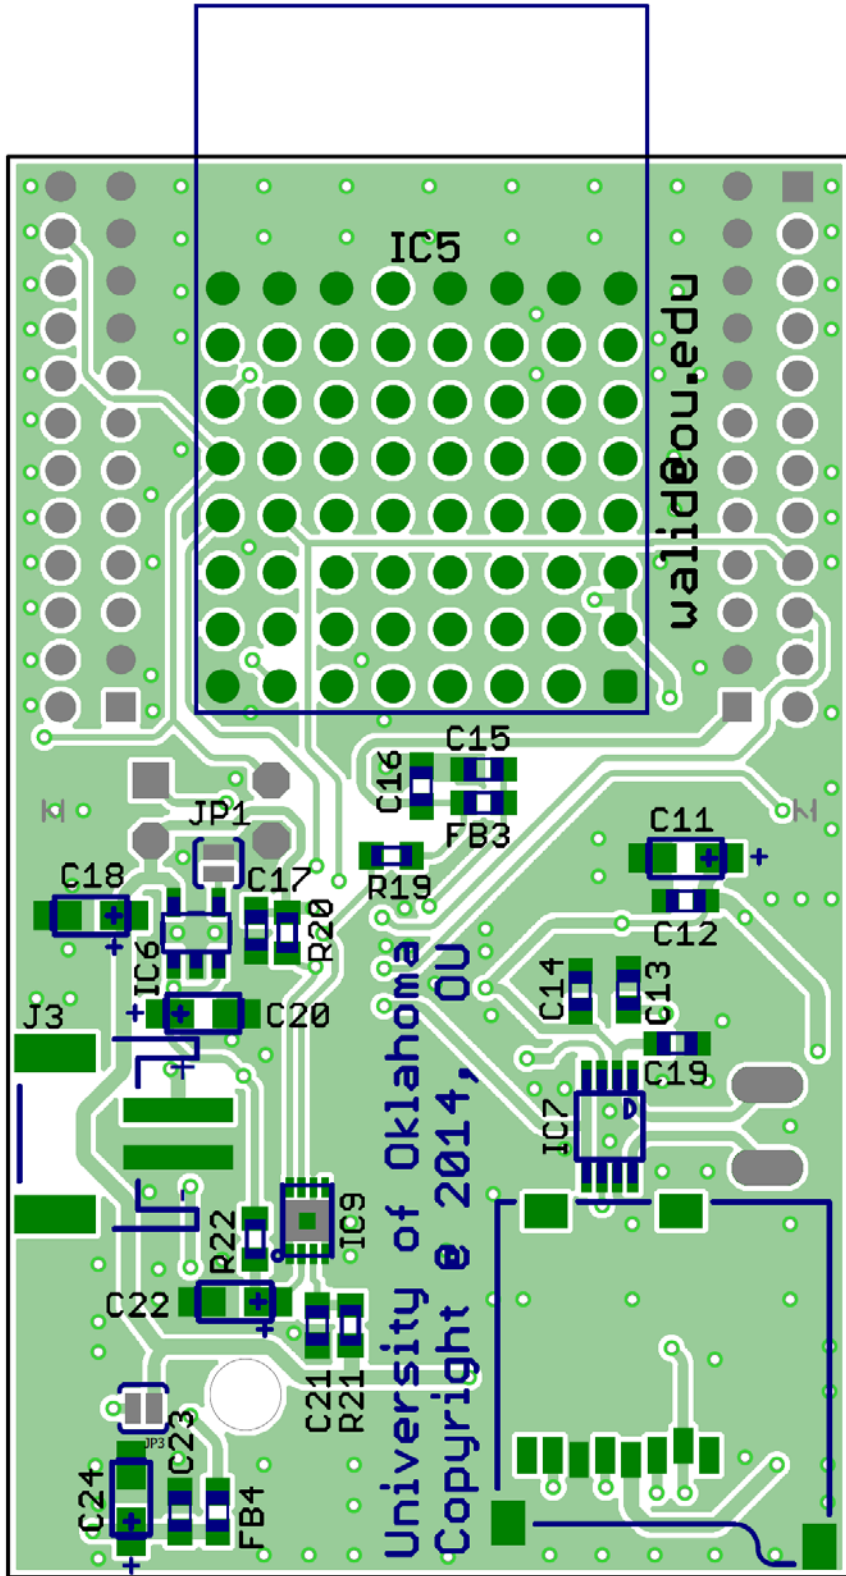 IC5
walid@ou.edu
C15
C16
JP1
FB3
C11
C18
C17
R19
R20
C12
IC6
C14
C13
J3
C20
C19
IC7
University of Oklahoma
Copyright @ 2014, OU
R22
IC9
C22
C21
R21
JP3
C23
C24
FB4